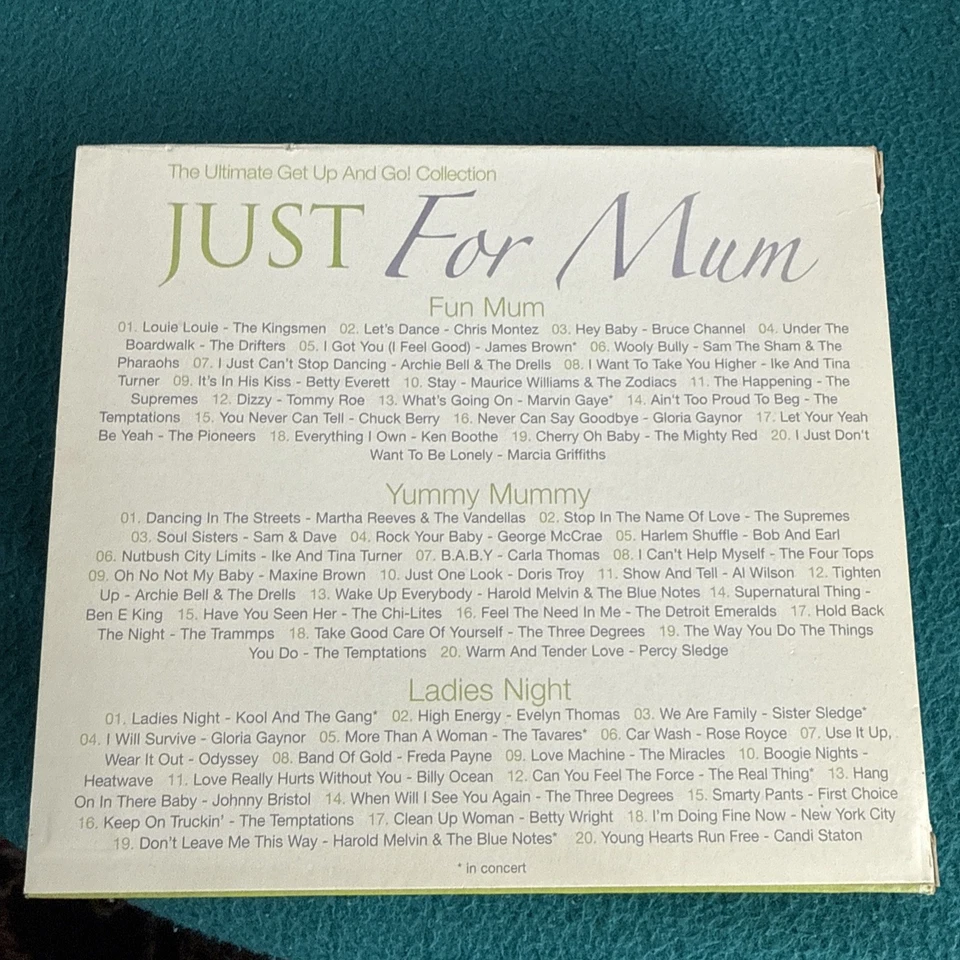 The Ultimate Get Up And Go! Collection
JUST For Mum
Fun Mum
01. Louie Louie - The Kingsmen 02. Let's Dance - Chris Montez 03. Hey Baby - Bruce Channel 04. Under The
Boardwalk - The Drifters 05. I Got You (I Feel Good) - James Brown* 06. Wooly Bully - Sam The Sham & The
Pharaohs 07. I Just Can't Stop Dancing - Archie Bell & The Drells 08. I Want To Take You Higher - Ike And Tina
Turner 09. It's In His Kiss - Betty Everett 10. Stay - Maurice Williams & The Zodiacs 11. The Happening - The
Supremes 12. Dizzy - Tommy Roe 13. What's Going On - Marvin Gaye* 14. Ain't Too Proud To Beg - The
Temptations 15. You Never Can Tell - Chuck Berry 16. Never Can Say Goodbye - Gloria Gaynor 17. Let Your Yeah
Be Yeah - The Pioneers 18. Everything I Own - Ken Boothe 19. Cherry Oh Baby - The Mighty Red 20. I Just Don't
Want To Be Lonely - Marcia Griffiths
Yummy Mummy
01. Dancing In The Streets - Martha Reeves & The Vandellas 02. Stop In The Name Of Love - The Supremes
03. Soul Sisters - Sam & Dave 04. Rock Your Baby - George McCrae 05. Harlem Shuffle - Bob And Earl
06. Nutbush City Limits - Ike And Tina Turner 07. B.A.B.Y - Carla Thomas 08. I Can't Help Myself - The Four Tops
09. Oh No Not My Baby - Maxine Brown 10. Just One Look - Doris Troy 11. Show And Tell - Al Wilson 12. Tighten
Up - Archie Bell & The Drells 13. Wake Up Everybody - Harold Melvin & The Blue Notes 14. Supernatural Thing -
Ben E King 15. Have You Seen Her - The Chi-Lites 16. Feel The Need In Me - The Detroit Emeralds 17. Hold Back
The Night - The Trammps 18. Take Good Care Of Yourself - The Three Degrees 19. The Way You Do The Things
You Do - The Temptations 20. Warm And Tender Love - Percy Sledge
Ladies Night
01. Ladies Night - Kool And The Gang* 02. High Energy - Evelyn Thomas 03. We Are Family - Sister Sledge*
04. I Will Survive - Gloria Gaynor 05. More Than A Woman - The Tavares* 06. Car Wash - Rose Royce 07. Use It Up,
Wear It Out - Odyssey 08. Band Of Gold - Freda Payne 09. Love Machine - The Miracles 10. Boogie Nights -
Heatwave 11. Love Really Hurts Without You - Billy Ocean 12. Can You Feel The Force - The Real Thing* 13. Hang
On In There Baby - Johnny Bristol 14. When Will I See You Again - The Three Degrees 15. Smarty Pants - First Choice
16. Keep On Truckin' - The Temptations 17. Clean Up Woman - Betty Wright 18. I'm Doing Fine Now - New York City
19. Don't Leave Me This Way - Harold Melvin & The Blue Notes* 20. Young Hearts Run Free - Candi Staton
* in concert